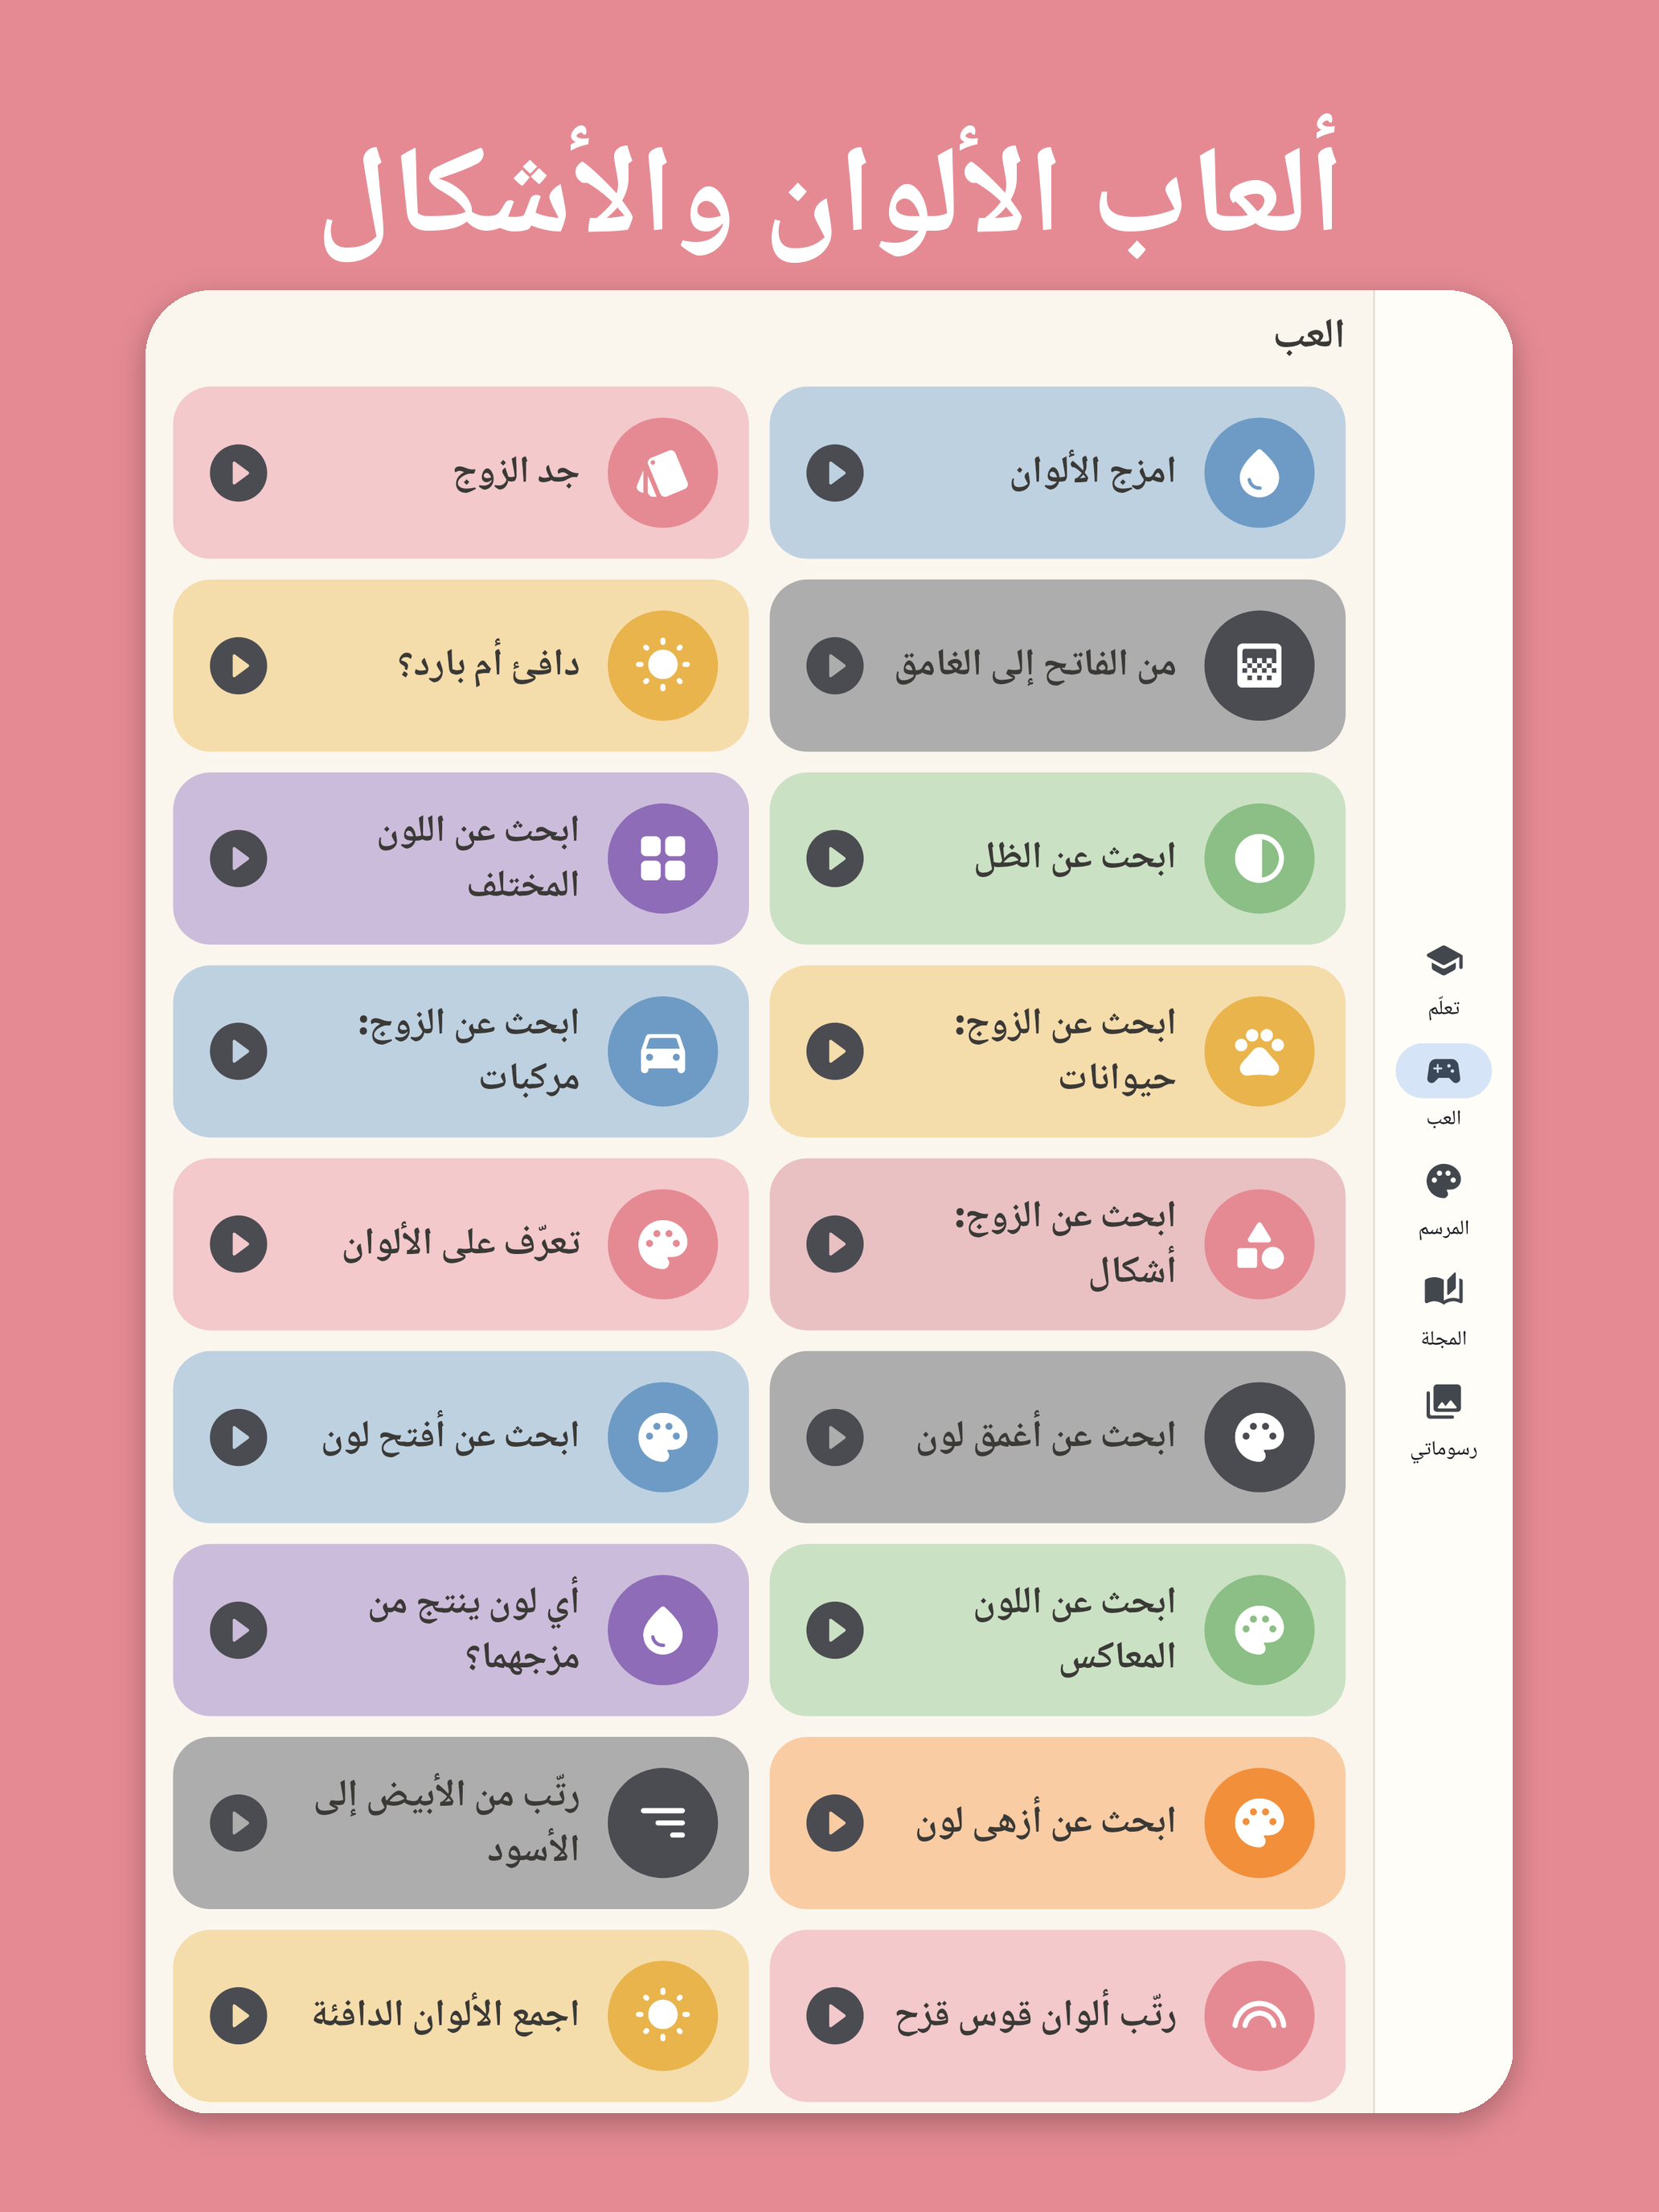 ألعاب الألوان والأشكال
العب
امزج الألوان
جد الزوج
من الفاتح إلى الغامق
دافئ أم بارد؟
ابحث عن الظل
ابحث عن اللون
المختلف
ابحث عن الزوج:
حيوانات
ابحث عن الزوج:
مركبات
ابحث عن الزوج:
أشكال
تعرّف على الألوان
ابحث عن أغمق لون
ابحث عن أفتح لون
ابحث عن اللون
المعاكس
أي لون ينتج من
مزجهما؟
ابحث عن أزهى لون
رتّب من الأبيض إلى
الأسود
رتّب ألوان قوس قزح
اجمع الألوان الدافئة
تعلّم
العب
المرسم
المجلة
رسوماتي